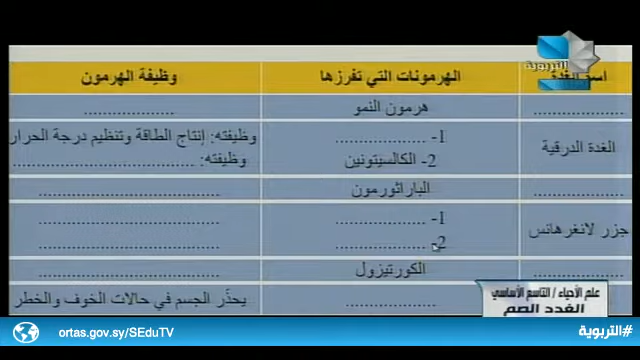 التربوية
اسم الغدة الهرمونات التي تفرزها وظيفة الهرمون
.................. هرمون النمو ..................
الغدة الدرقية
1- .................. وظيفته: إنتاج الطاقة وتنظيم درجة الحرار
2- الكالسيتونين وظيفته: ..................
.................. الباراثورمون ..................
جزر لانغرهانس
1- .................. ..................
2- .................. ..................
.................. الكورتيزول ..................
.................. يحذّر الجسم في حالات الخوف والخطر
علم الأحياء / التاسع الأساسي
الغدد الصم
ortas.gov.sy/SEduTV
#التربوية